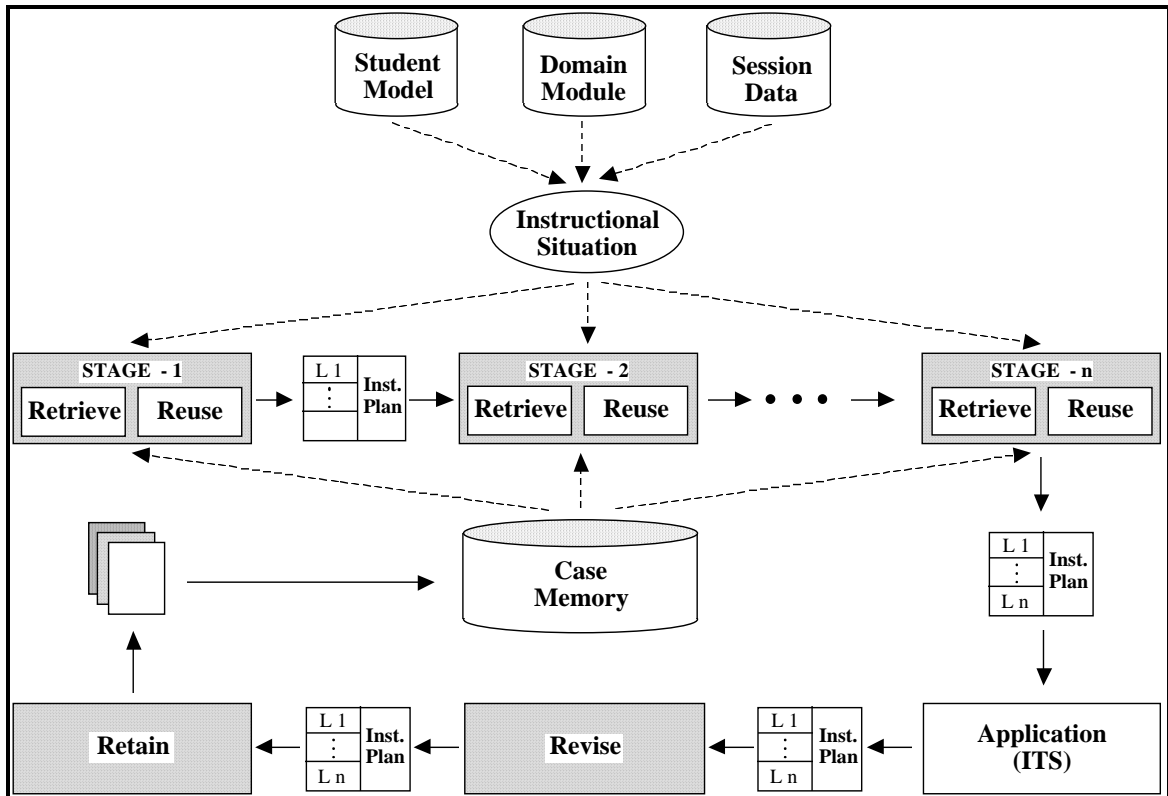 Student
Model
Domain
Module
Session
Data
Instructional
Situation
STAGE - 1
Retrieve
Reuse
L 1
⋮
Inst.
Plan
STAGE - 2
Retrieve
Reuse
• • •
STAGE - n
Retrieve
Reuse
Case
Memory
L 1
⋮
L n
Inst.
Plan
Retain
L 1
⋮
L n
Inst.
Plan
Revise
L 1
⋮
L n
Inst.
Plan
Application
(ITS)